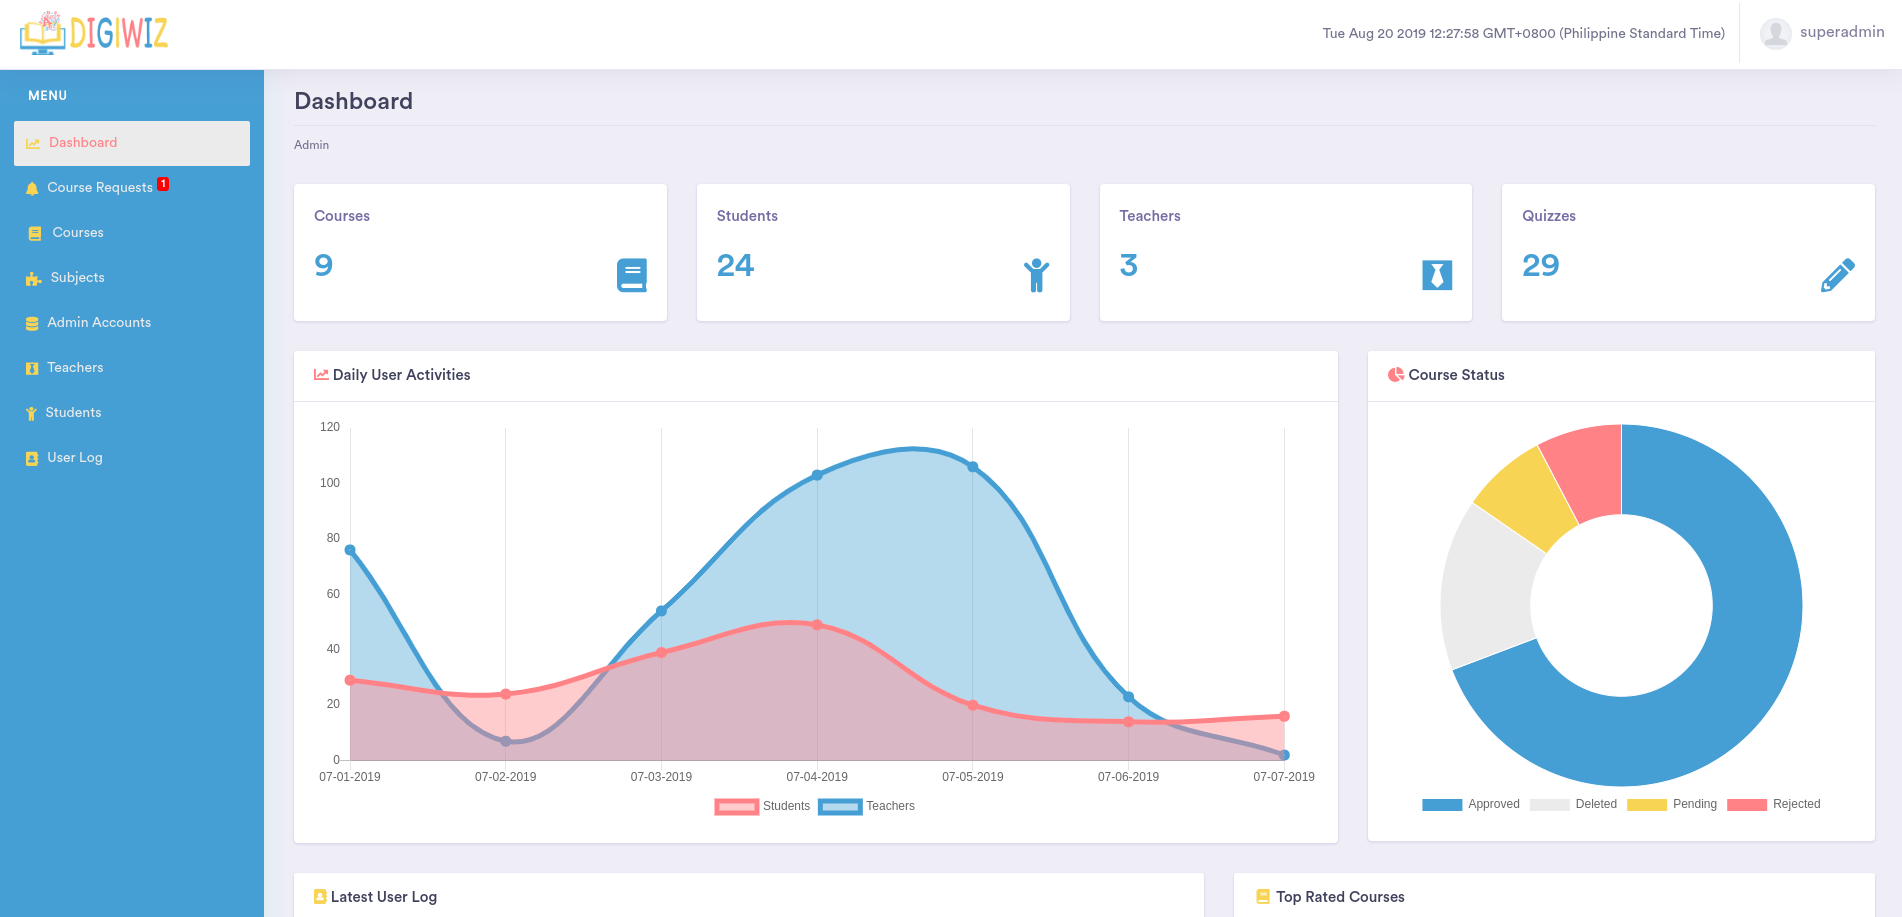 DIGIWIZ
Tue Aug 20 2019 12:27:58 GMT+0800 (Philippine Standard Time)
superadmin
MENU
Dashboard
Course Requests 1
Courses
Subjects
Admin Accounts
Teachers
Students
User Log
Dashboard
Admin
Courses
9
Students
24
Teachers
3
Quizzes
29
Daily User Activities
120
100
80
60
40
20
0
07-01-2019 07-02-2019 07-03-2019 07-04-2019 07-05-2019 07-06-2019 07-07-2019
Students Teachers
Course Status
Approved Deleted Pending Rejected
Latest User Log
Top Rated Courses